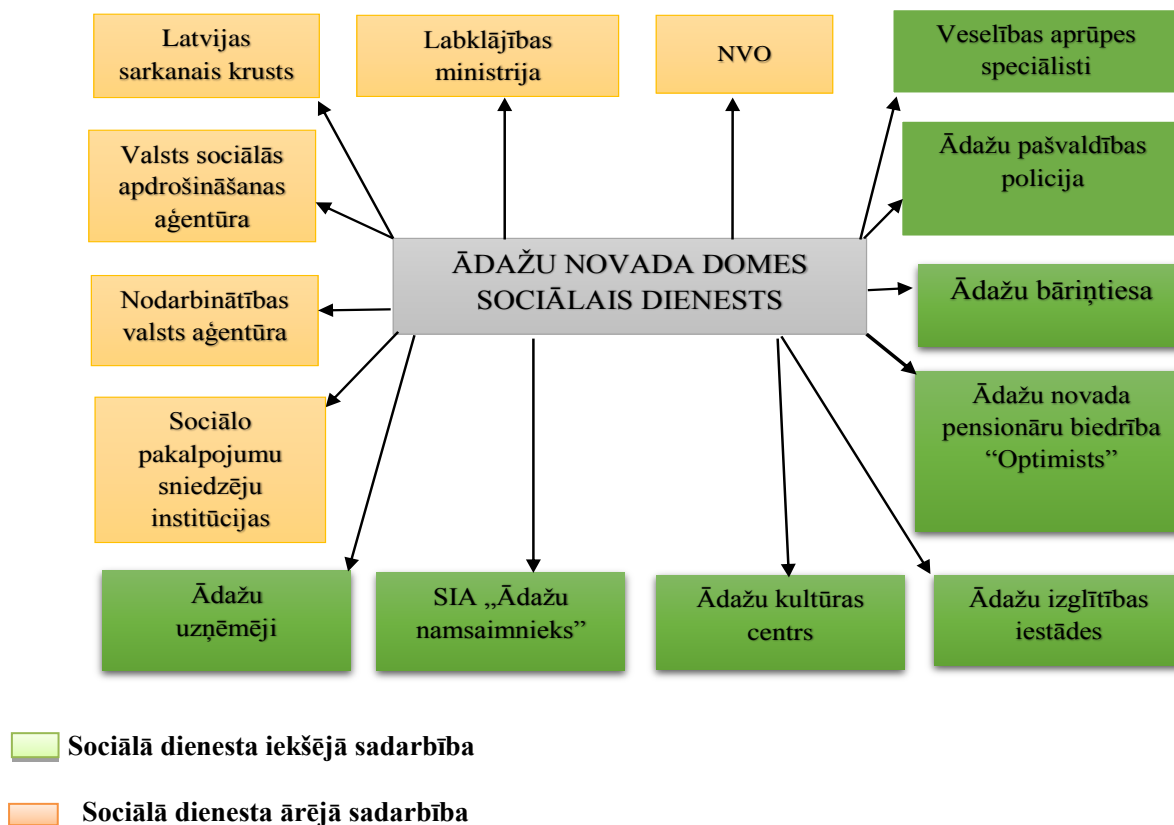 Latvijas
sarkanais krusts
Labklājības
ministrija
NVO
Veselības aprūpes
speciālisti
Valsts sociālās
apdrošināšanas
aģentūra
Ādažu pašvaldības
policija
ĀDAŽU NOVADA DOMES
SOCIĀLAIS DIENESTS
Nodarbinātības
valsts aģentūra
Ādažu bāriņtiesa
Sociālo
pakalpojumu
sniedzēju
institūcijas
Ādažu novada
pensionāru biedrība
“Optimists”
Ādažu
uzņēmēji
SIA „Ādažu
namsaimnieks”
Ādažu kultūras
centrs
Ādažu izglītības
iestādes
Sociālā dienesta iekšējā sadarbība
Sociālā dienesta ārējā sadarbība